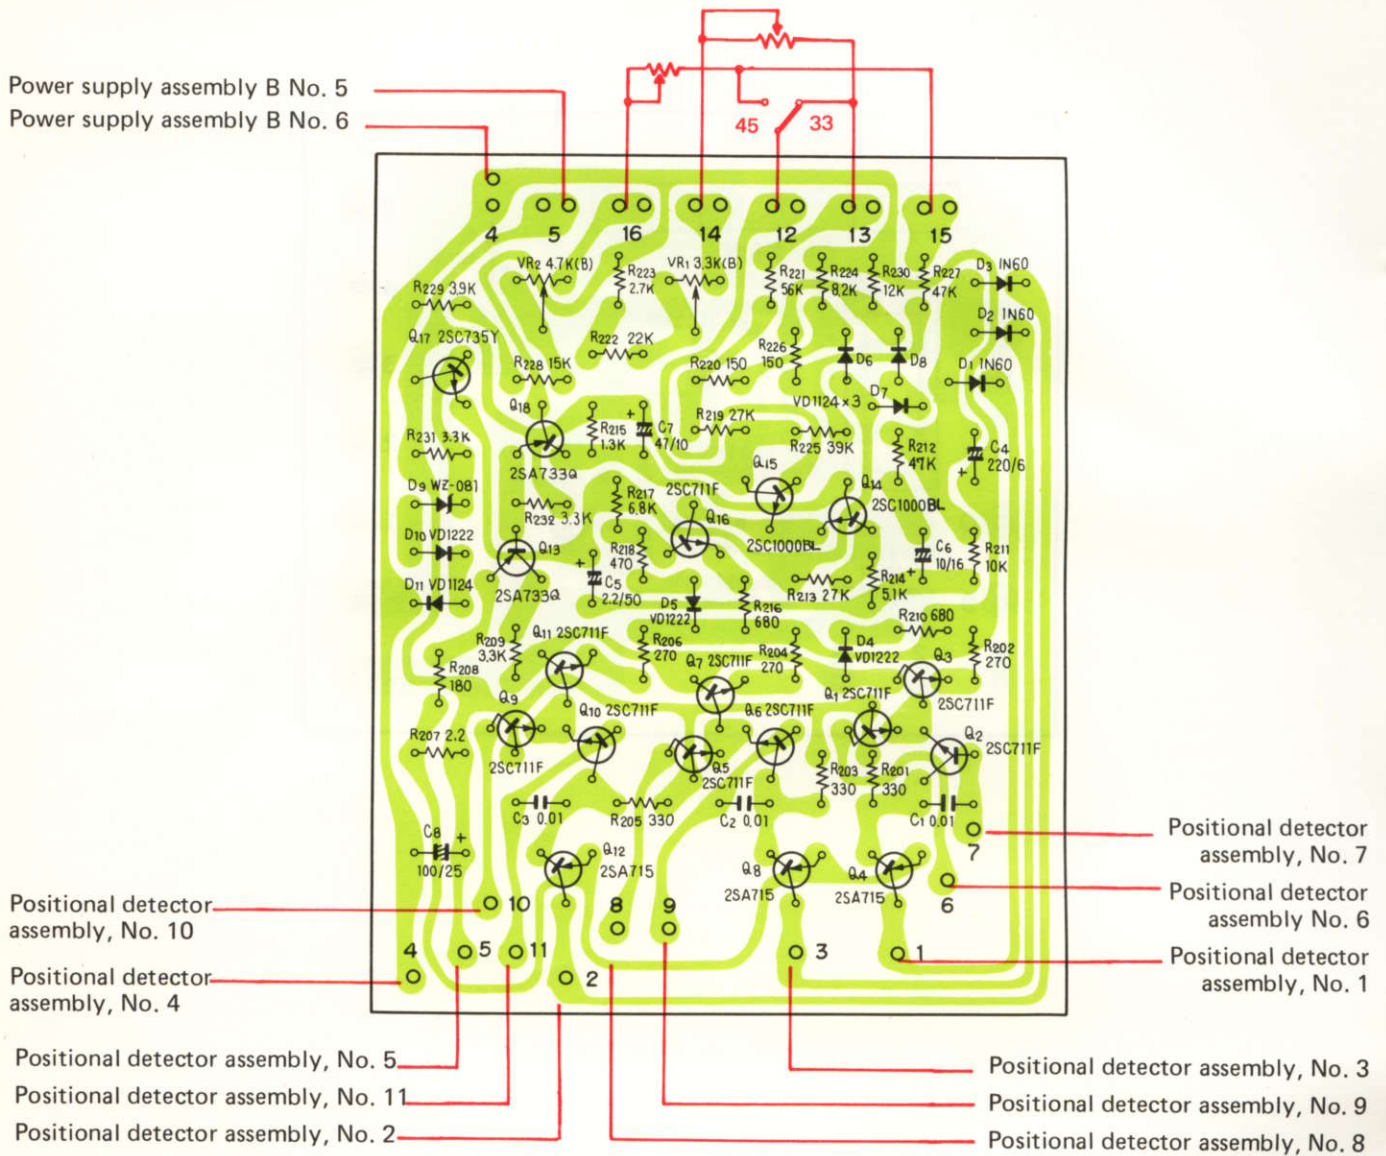 Power supply assembly B No. 5
Power supply assembly B No. 6
45 33
4 5 16 14 12 13 15
VR2 4.7K(B)
R223
2.7K
VR1 3.3K(B)
R221
56K
R224
8.2K
R230
12K
R227
47K
D3 1N60
R229 3.9K
D2 1N60
Q17 2SC735Y
R222 22K
R226
150
D6
D8
R228 15K
R220 150
D1 1N60
D7
VD1124×3
Q18
R215
1.3K
+
C7
47/10
R219 27K
R225 39K
R212
47K
C4
220/6
+
R231 3.3K
2SA733Q
Q15
D9 WZ-081
R217
6.8K
2SC711F
Q16
Q14
2SC1000BL
R232 3.3K
D10 VD1222
Q13
R218
470
2SC1000BL
C6
10/16
+
R211
10K
D11 VD1124
2SA733Q
+
C5
2.2/50
D5
VD1222
R216
680
R213 27K
R214
5.1K
R210 680
R209
3.3K
Q11 2SC711F
R206
270
Q7 2SC711F
R204
270
D4
VD1222
Q3
R202
270
R208
180
Q9
Q10 2SC711F
Q6 2SC711F
Q1 2SC711F
2SC711F
R207 2.2
2SC711F
Q5
2SC711F
R203
330
R201
330
Q2
2SC711F
C3 0.01
R205 330
C2 0.01
C1 0.01
C8
+
100/25
Q12
2SA715
Q8
2SA715
Q4
2SA715
7
6
10 8 9
4 5 11 2 3 1
Positional detector
assembly, No. 7
Positional detector
assembly No. 6
Positional detector
assembly, No. 1
Positional detector
assembly, No. 10
Positional detector
assembly, No. 4
Positional detector assembly, No. 5
Positional detector assembly, No. 11
Positional detector assembly, No. 2
Positional detector assembly, No. 3
Positional detector assembly, No. 9
Positional detector assembly, No. 8